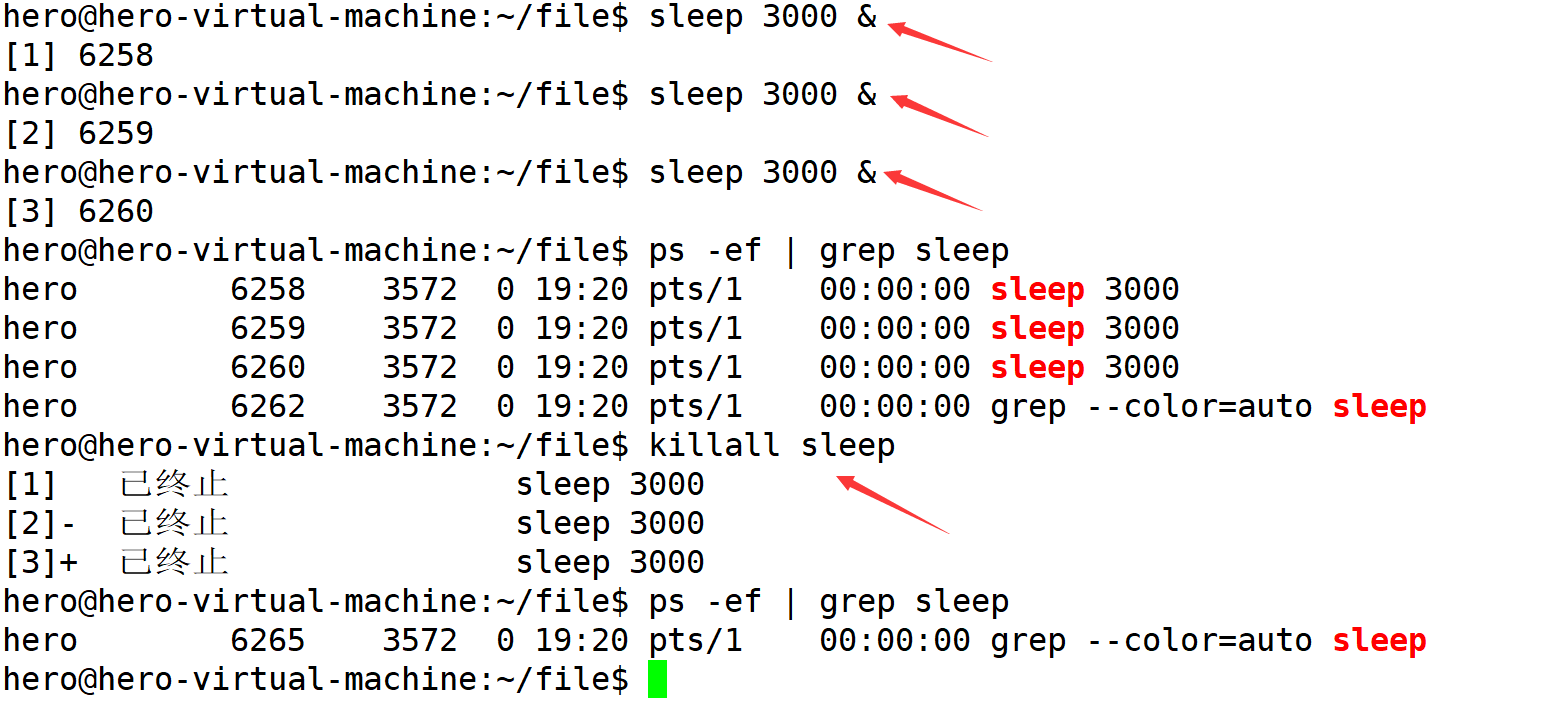 hero@hero-virtual-machine:~/file$ sleep 3000 &
[1] 6258
hero@hero-virtual-machine:~/file$ sleep 3000 &
[2] 6259
hero@hero-virtual-machine:~/file$ sleep 3000 &
[3] 6260
hero@hero-virtual-machine:~/file$ ps -ef | grep sleep
hero        6258    3572  0 19:20 pts/1    00:00:00 sleep 3000
hero        6259    3572  0 19:20 pts/1    00:00:00 sleep 3000
hero        6260    3572  0 19:20 pts/1    00:00:00 sleep 3000
hero        6262    3572  0 19:20 pts/1    00:00:00 grep --color=auto sleep
hero@hero-virtual-machine:~/file$ killall sleep
[1]   已终止               sleep 3000
[2]-  已终止               sleep 3000
[3]+  已终止               sleep 3000
hero@hero-virtual-machine:~/file$ ps -ef | grep sleep
hero        6265    3572  0 19:20 pts/1    00:00:00 grep --color=auto sleep
hero@hero-virtual-machine:~/file$